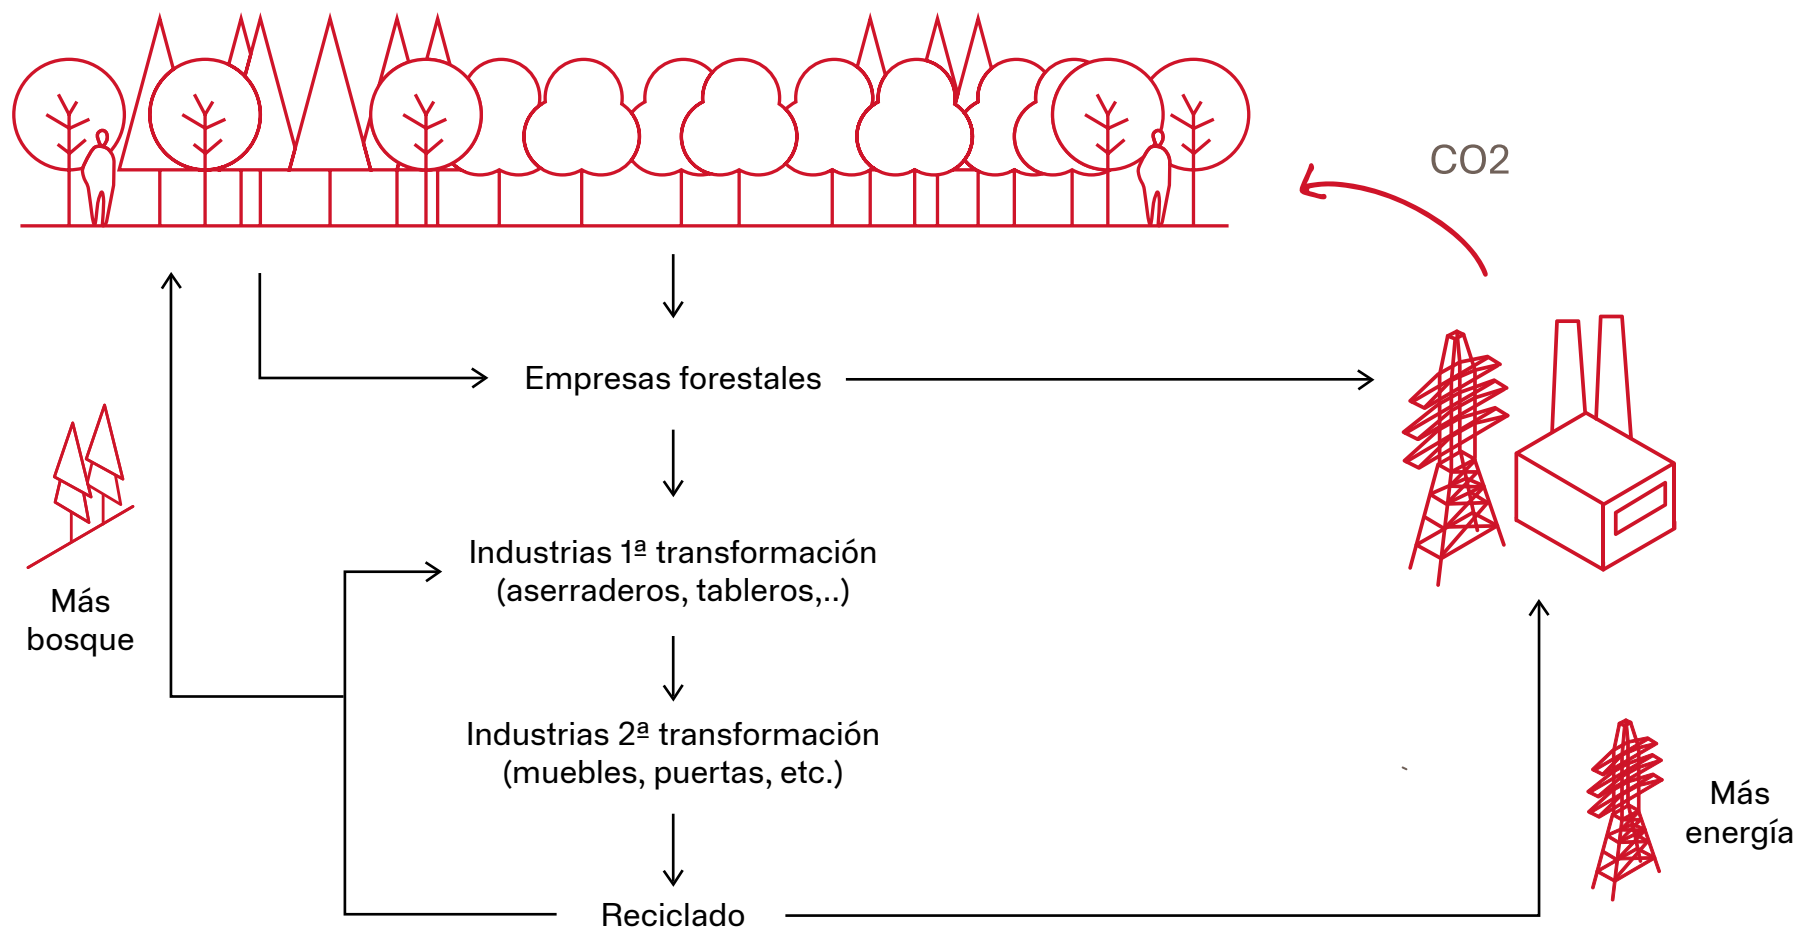 CO2
Empresas forestales
Industrias 1ª transformación
(aserraderos, tableros,..)
Más
bosque
Industrias 2ª transformación
(muebles, puertas, etc.)
Más
energía
Reciclado